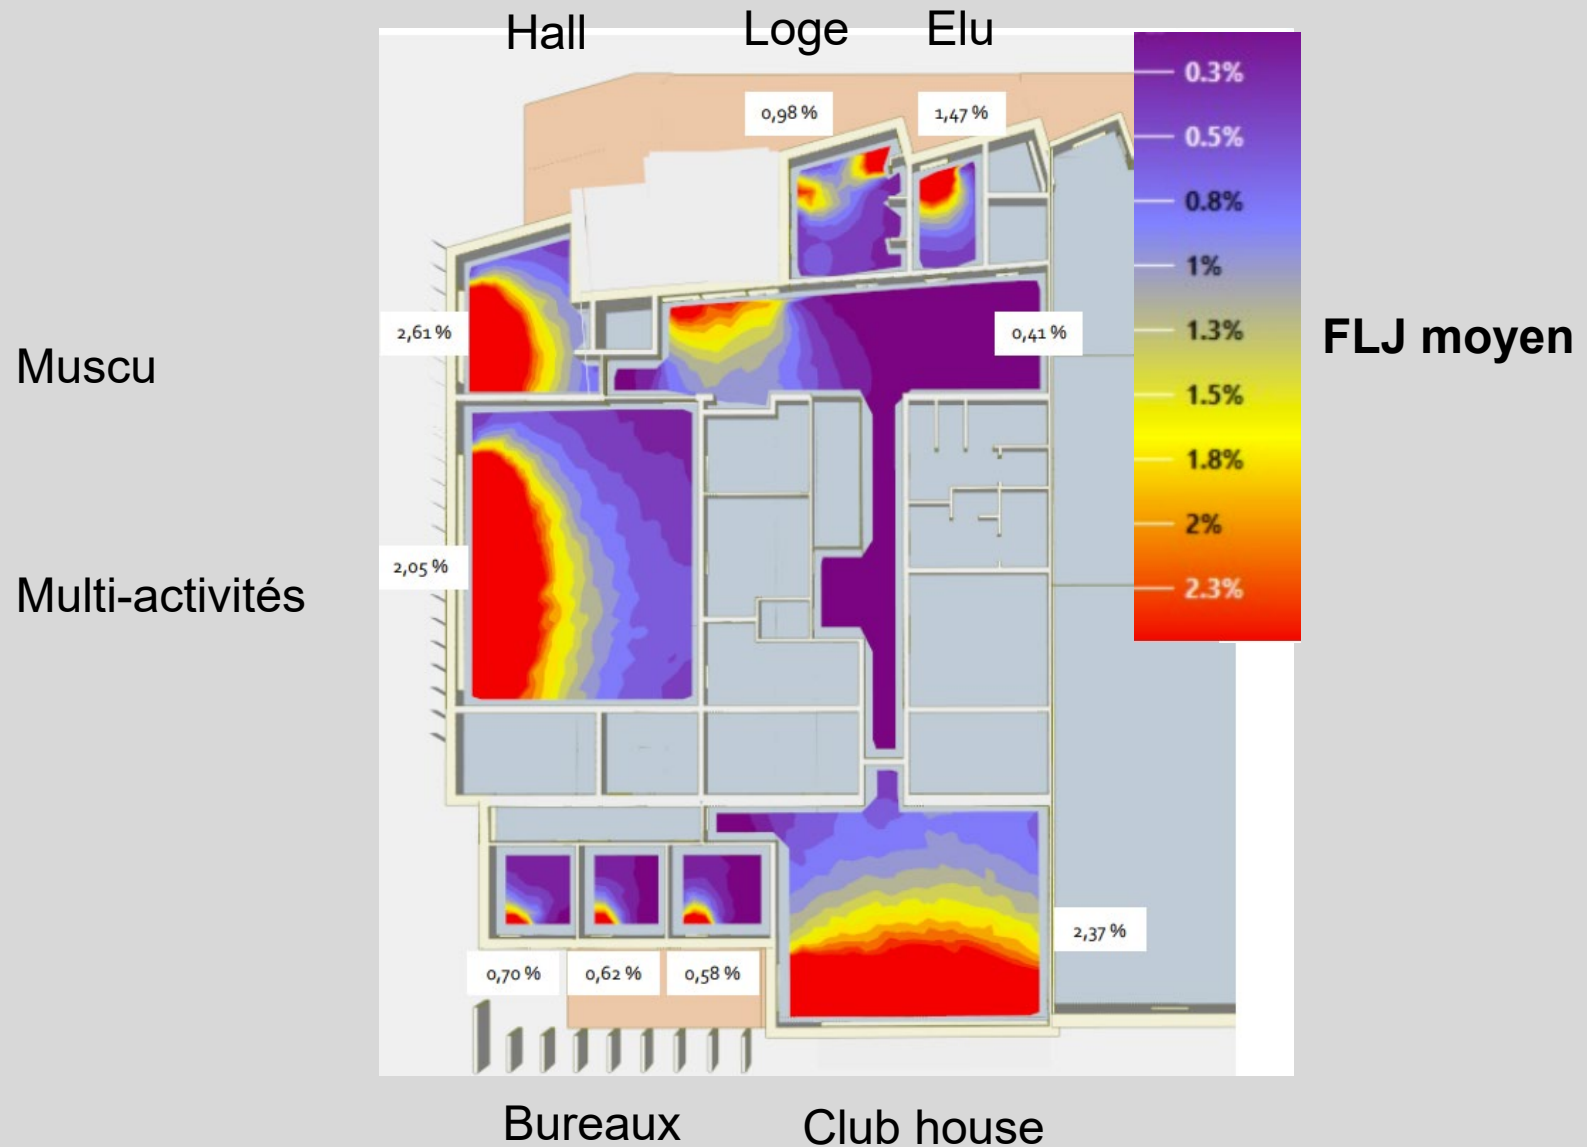 Hall
Loge
Elu
0,98 %
1,47 %
0.3%
0.5%
0.8%
1%
1.3%
1.5%
1.8%
2%
2.3%
FLJ moyen
Muscu
2,61 %
0,41 %
Multi-activités
2,05 %
2,37 %
0,70 %
0,62 %
0,58 %
Bureaux
Club house